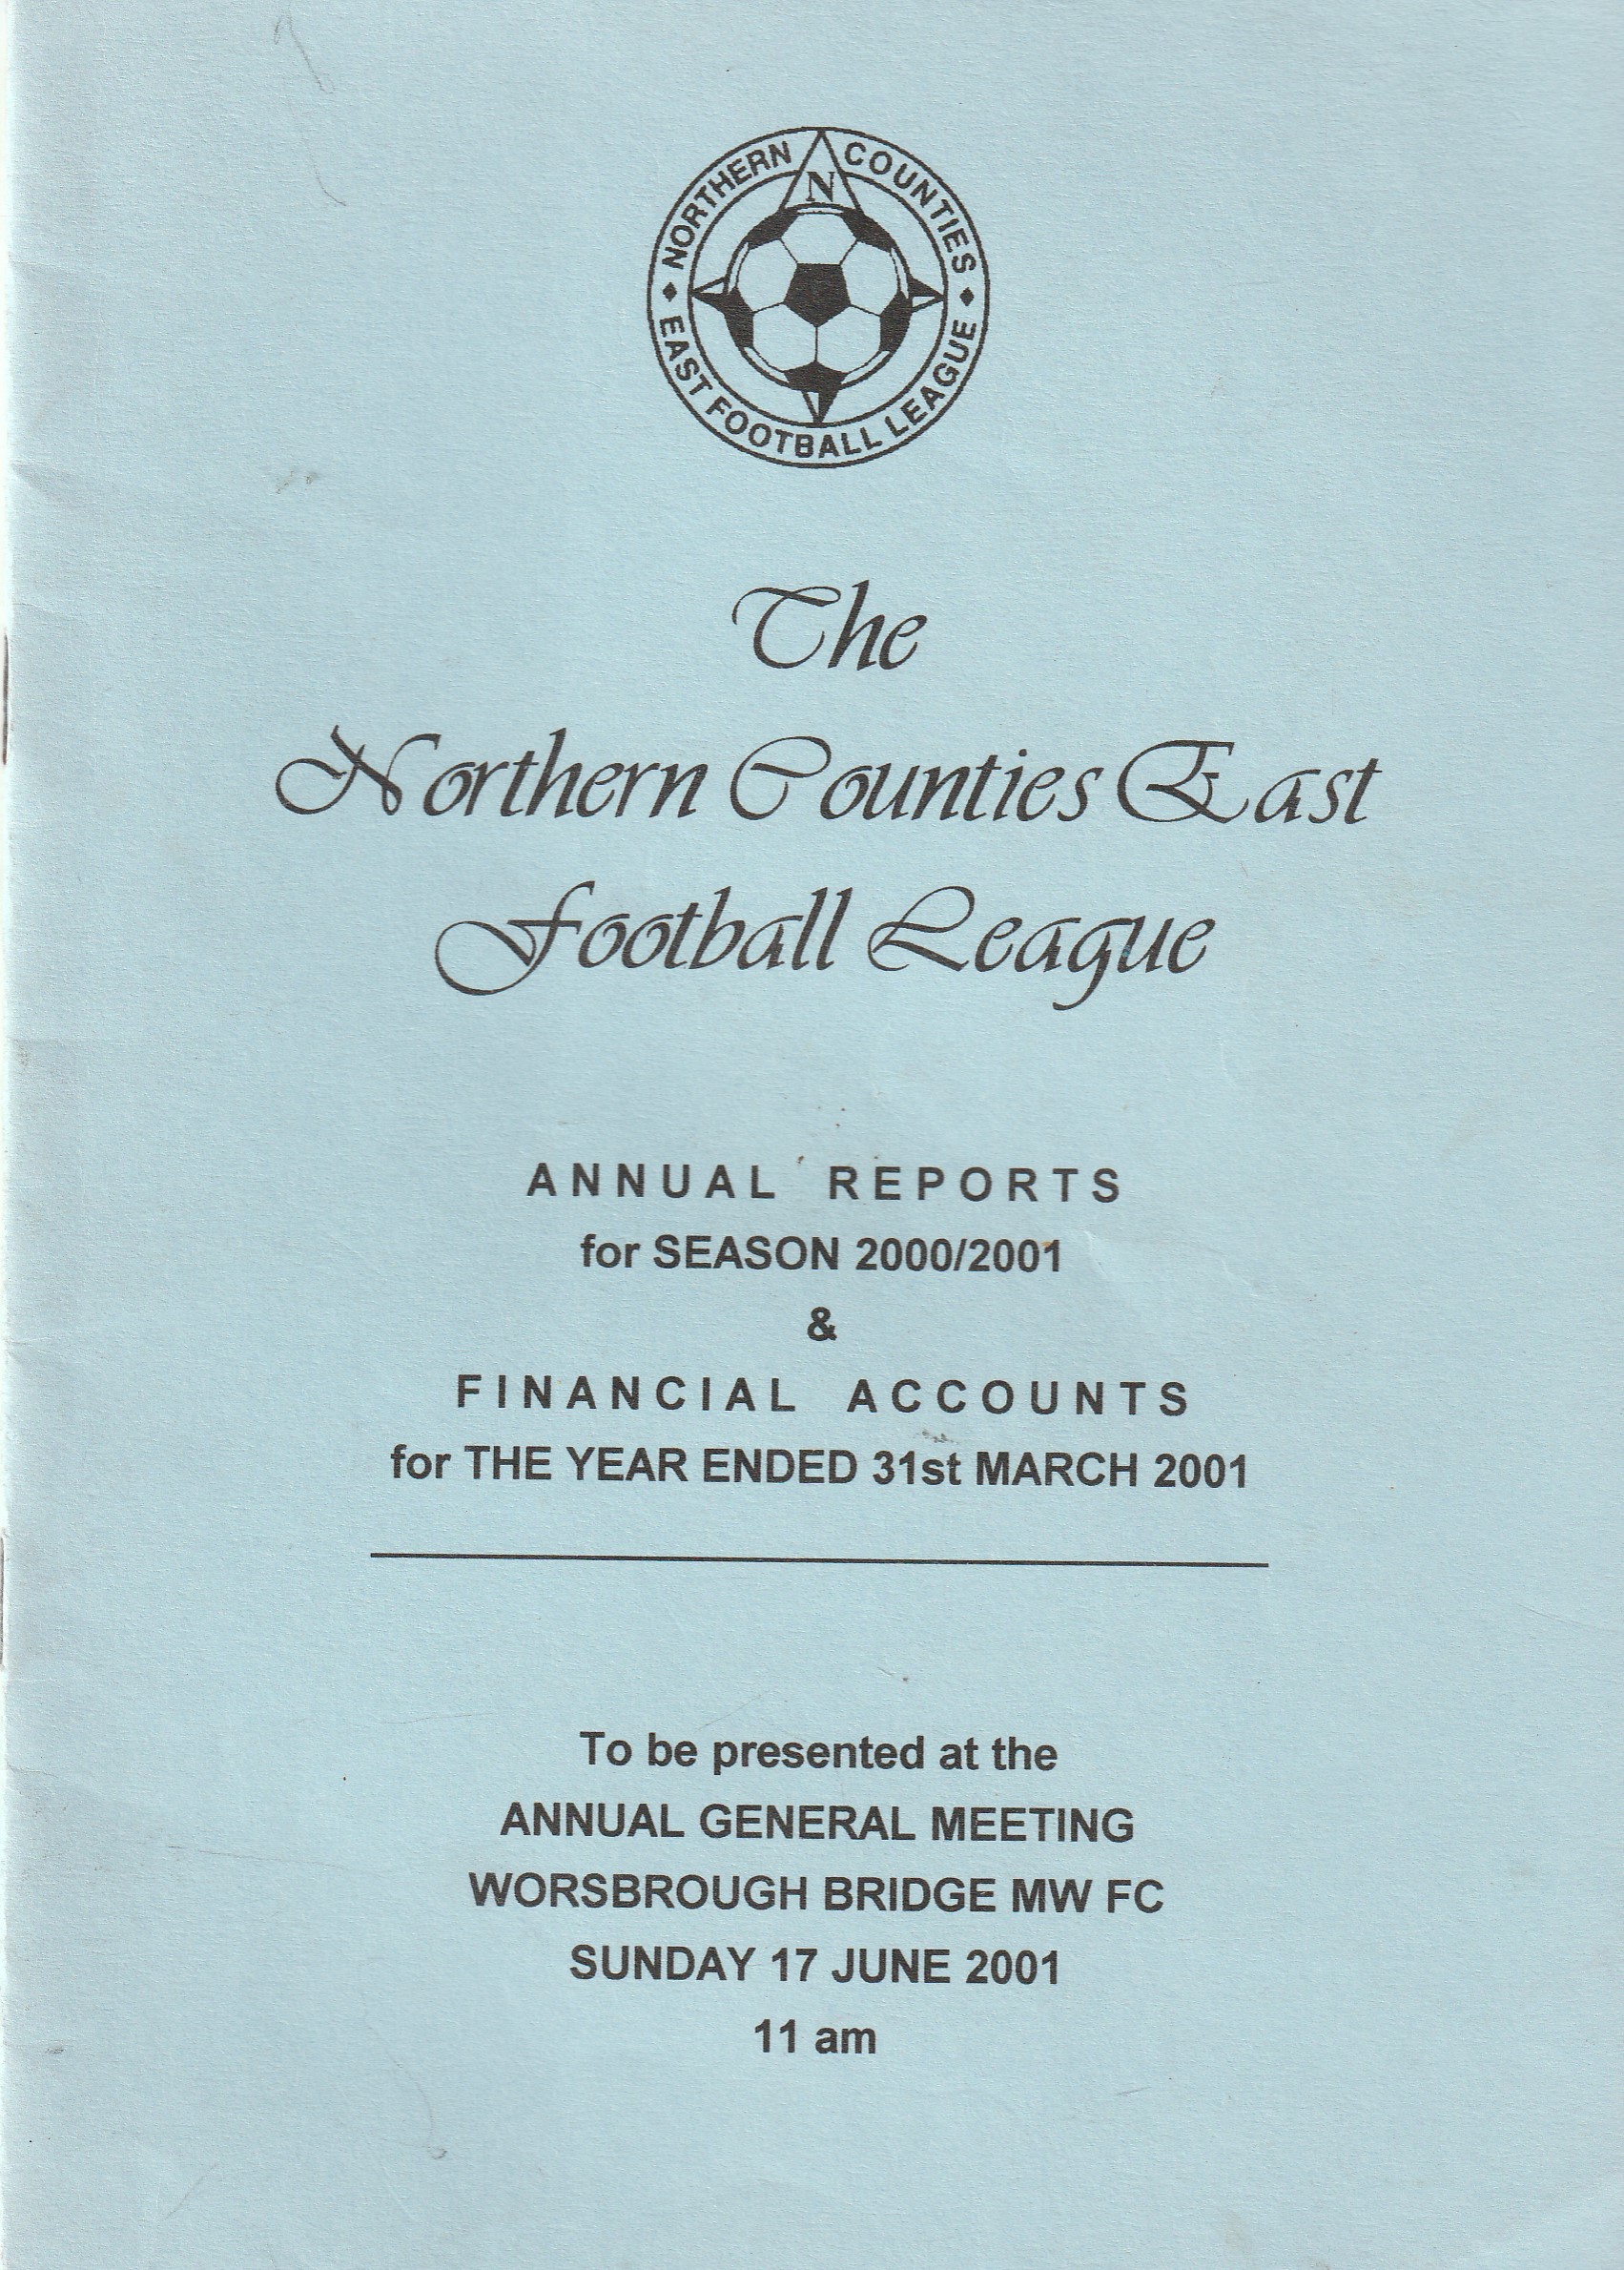 NORTHERN COUNTIES
EAST FOOTBALL LEAGUE
N
The
Northern Counties East
Football League
ANNUAL REPORTS
for SEASON 2000/2001
&
FINANCIAL ACCOUNTS
for THE YEAR ENDED 31st MARCH 2001
To be presented at the
ANNUAL GENERAL MEETING
WORSBROUGH BRIDGE MW FC
SUNDAY 17 JUNE 2001
11 am